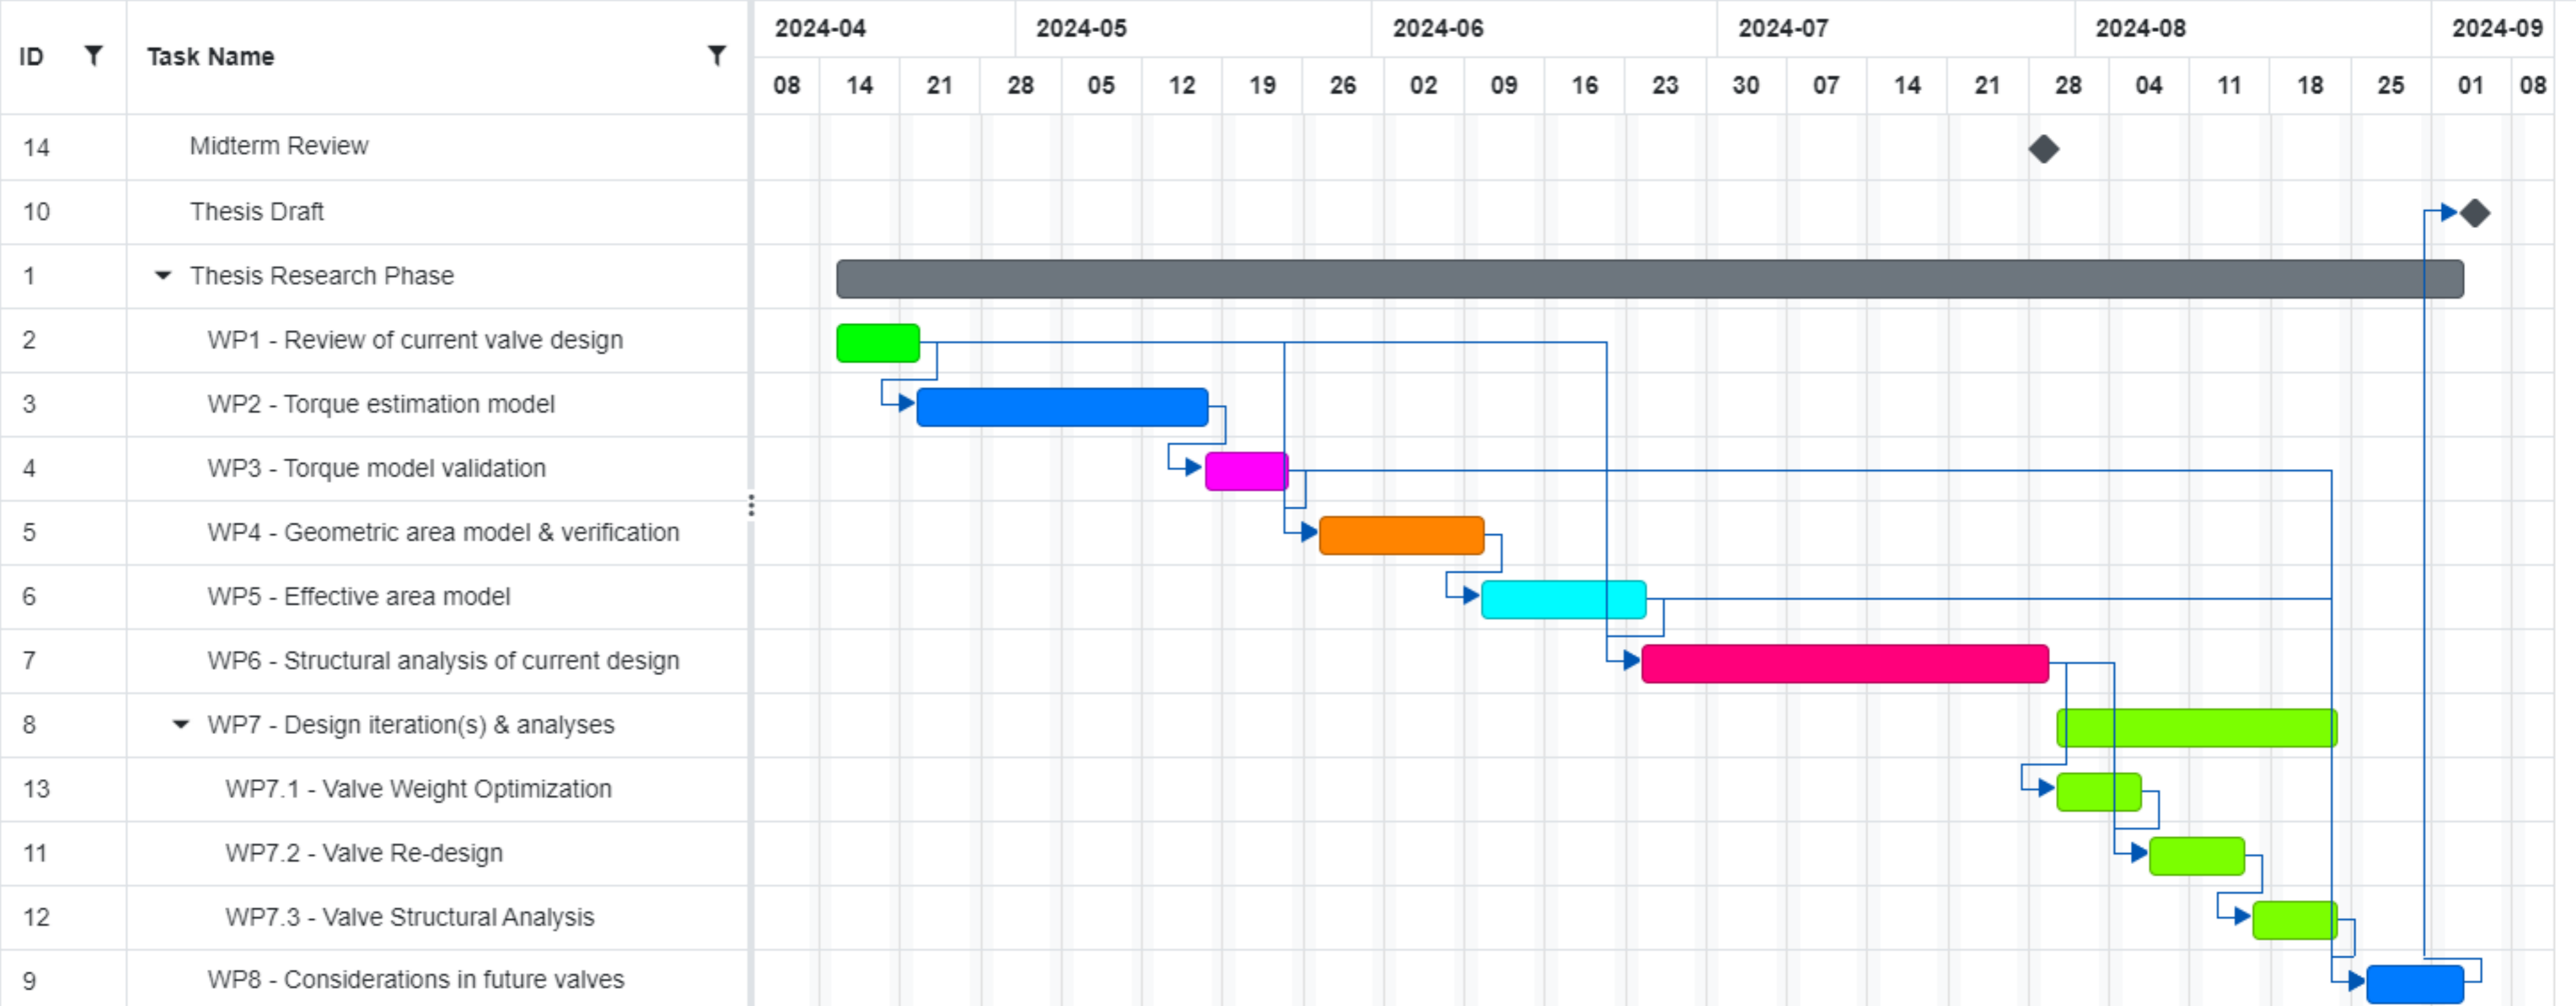 2024-04 2024-05 2024-06 2024-07 2024-08 2024-09
ID Task Name
08 14 21 28 05 12 19 26 02 09 16 23 30 07 14 21 28 04 11 18 25 01 08
14 Midterm Review
10 Thesis Draft
1 Thesis Research Phase
2 WP1 - Review of current valve design
3 WP2 - Torque estimation model
4 WP3 - Torque model validation
5 WP4 - Geometric area model & verification
6 WP5 - Effective area model
7 WP6 - Structural analysis of current design
8 WP7 - Design iteration(s) & analyses
13 WP7.1 - Valve Weight Optimization
11 WP7.2 - Valve Re-design
12 WP7.3 - Valve Structural Analysis
9 WP8 - Considerations in future valves